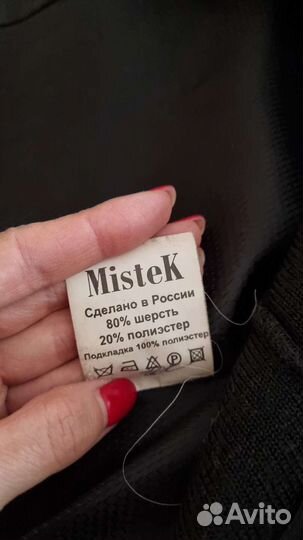 MisteK
Сделано в России
80% шерсть
20% полиэстер
Подкладка 100% полиэстер
P
Avito